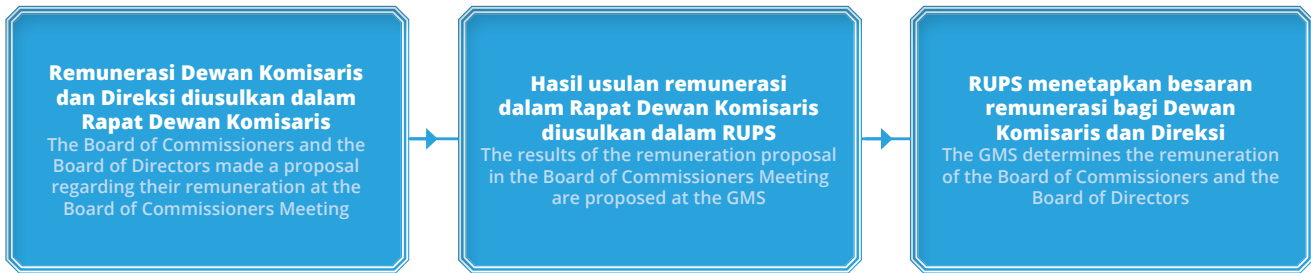 Remunerasi Dewan Komisaris
dan Direksi diusulkan dalam
Rapat Dewan Komisaris
The Board of Commissioners and the
Board of Directors made a proposal
regarding their remuneration at the
Board of Commissioners Meeting
Hasil usulan remunerasi
dalam Rapat Dewan Komisaris
diusulkan dalam RUPS
The results of the remuneration proposal
in the Board of Commissioners Meeting
are proposed at the GMS
RUPS menetapkan besaran
remunerasi bagi Dewan
Komisaris dan Direksi
The GMS determines the remuneration
of the Board of Commissioners and the
Board of Directors